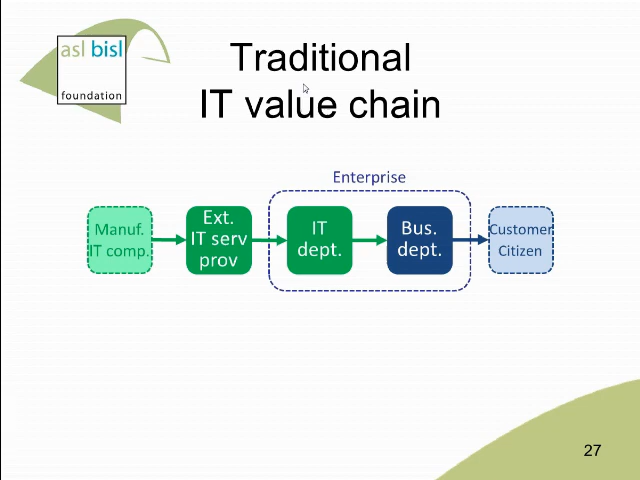 asl bisl
foundation
Traditional
IT value chain
Enterprise
Manuf.
IT comp.
Ext.
IT serv
prov
IT
dept.
Bus.
dept.
Customer
Citizen
27